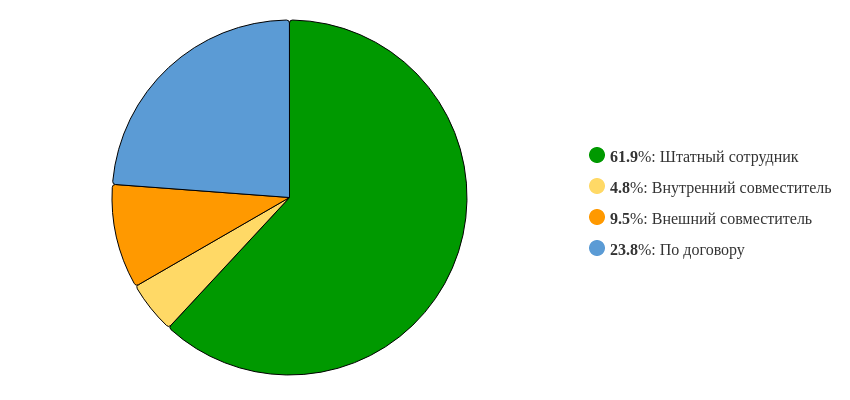 61.9%: Штатный сотрудник
4.8%: Внутренний совместитель
9.5%: Внешний совместитель
23.8%: По договору